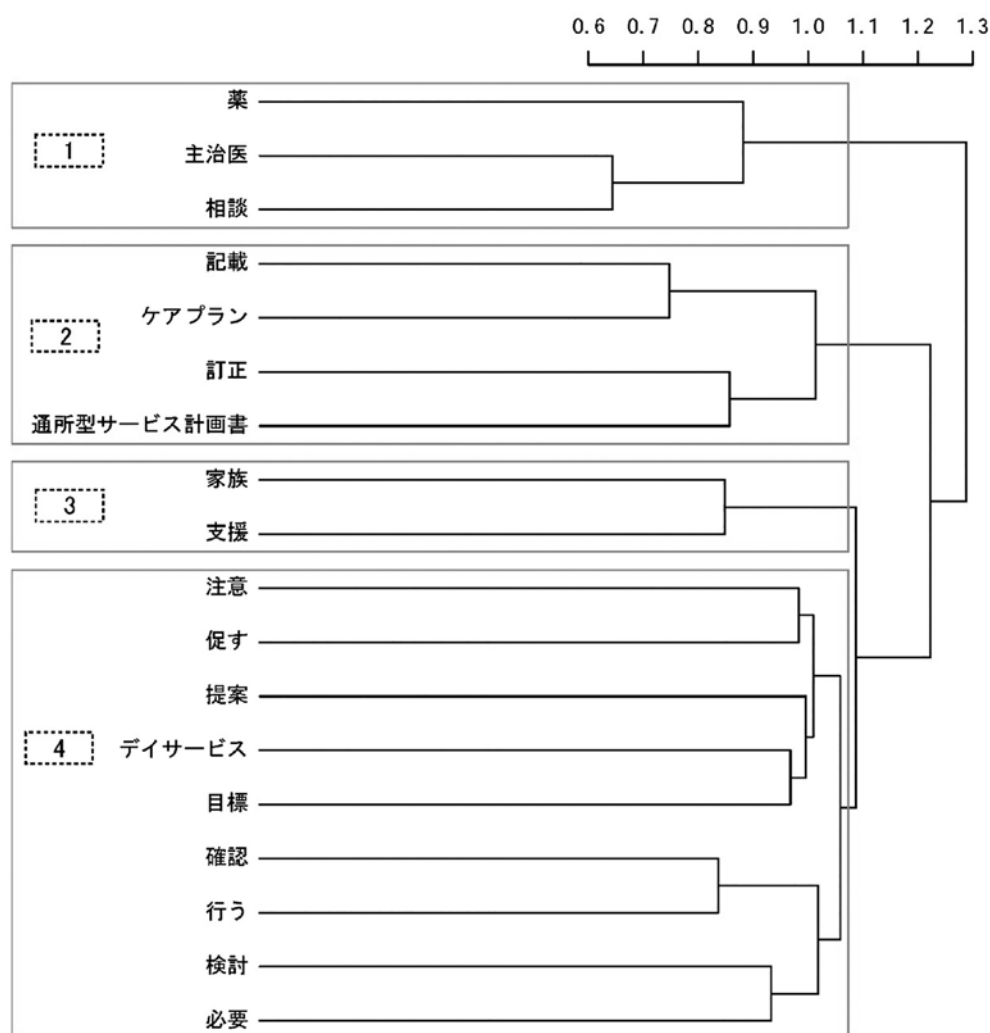 0.6 0.7 0.8 0.9 1.0 1.1 1.2 1.3
薬
1
主治医
相談
記載
ケアプラン
2
訂正
通所型サービス計画書
家族
3
支援
注意
促す
提案
4 デイサービス
目標
確認
行う
検討
必要